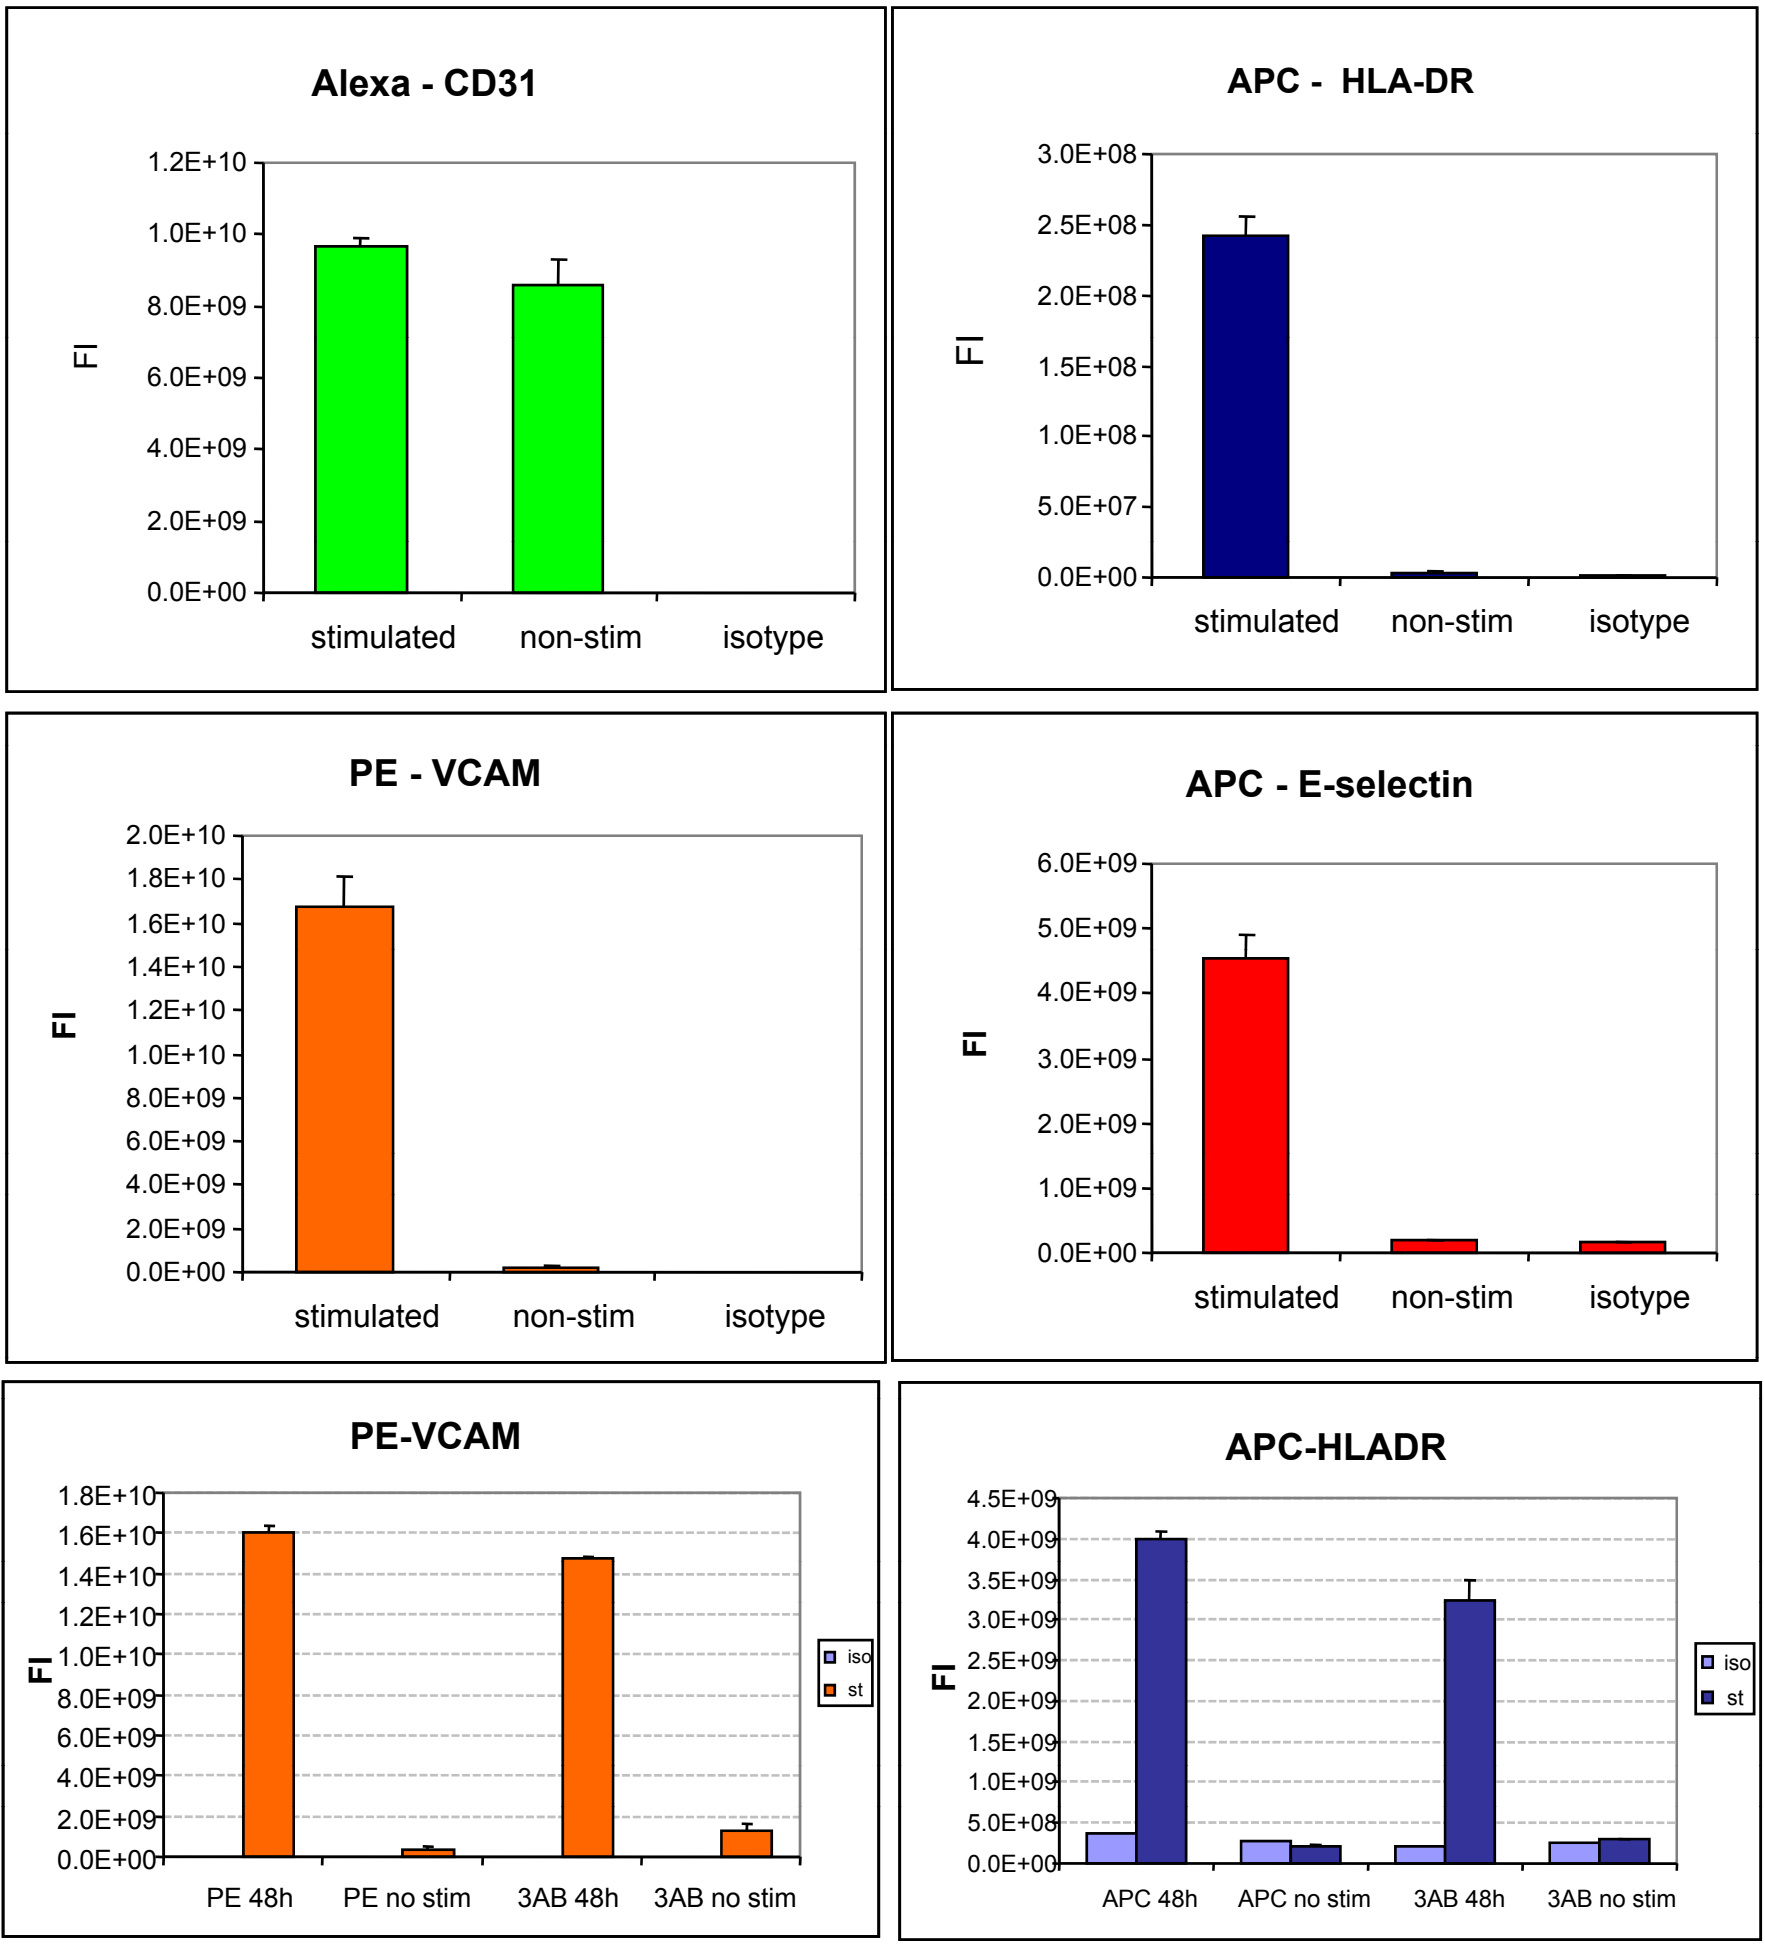 Alexa - CD31
1.2E+10
1.0E+10
8.0E+09
6.0E+09
4.0E+09
2.0E+09
0.0E+00
FI
stimulated non-stim isotype
APC - HLA-DR
3.0E+08
2.5E+08
2.0E+08
1.5E+08
1.0E+08
5.0E+07
0.0E+00
FI
stimulated non-stim isotype
PE - VCAM
2.0E+10
1.8E+10
1.6E+10
1.4E+10
1.2E+10
1.0E+10
8.0E+09
6.0E+09
4.0E+09
2.0E+09
0.0E+00
FI
stimulated non-stim isotype
APC - E-selectin
6.0E+09
5.0E+09
4.0E+09
3.0E+09
2.0E+09
1.0E+09
0.0E+00
FI
stimulated non-stim isotype
PE-VCAM
1.8E+10
1.6E+10
1.4E+10
1.2E+10
1.0E+10
8.0E+09
6.0E+09
4.0E+09
2.0E+09
0.0E+00
FI
PE 48h PE no stim 3AB 48h 3AB no stim
iso
st
APC-HLADR
4.5E+09
4.0E+09
3.5E+09
3.0E+09
2.5E+09
2.0E+09
1.5E+09
1.0E+09
5.0E+08
0.0E+00
FI
APC 48h APC no stim 3AB 48h 3AB no stim
iso
st